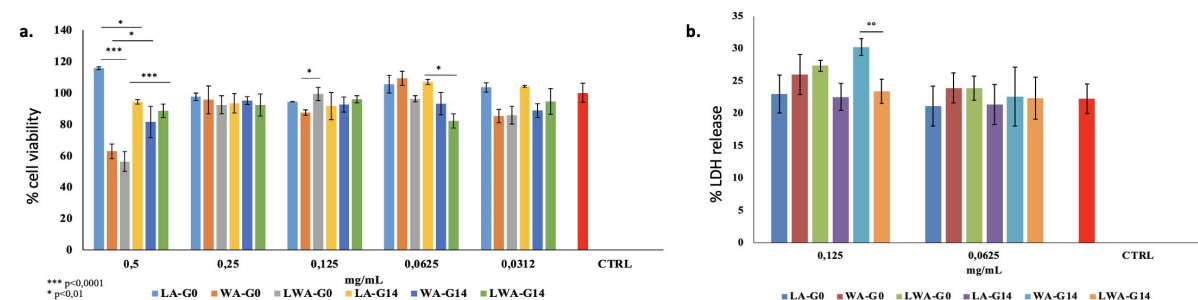 a.
% cell viability
140
120
100
80
60
40
20
0
*
*
***
***
*
*
0,5 0,25 0,125 0,0625 0,0312 CTRL
mg/mL
*** p<0,0001
* p<0,01
LA-G0 WA-G0 LWA-G0 LA-G14 WA-G14 LWA-G14
b.
% LDH release
35
30
25
20
15
10
5
0
°°
0,125 0,0625 CTRL
mg/mL
LA-G0 WA-G0 LWA-G0 LA-G14 WA-G14 LWA-G14